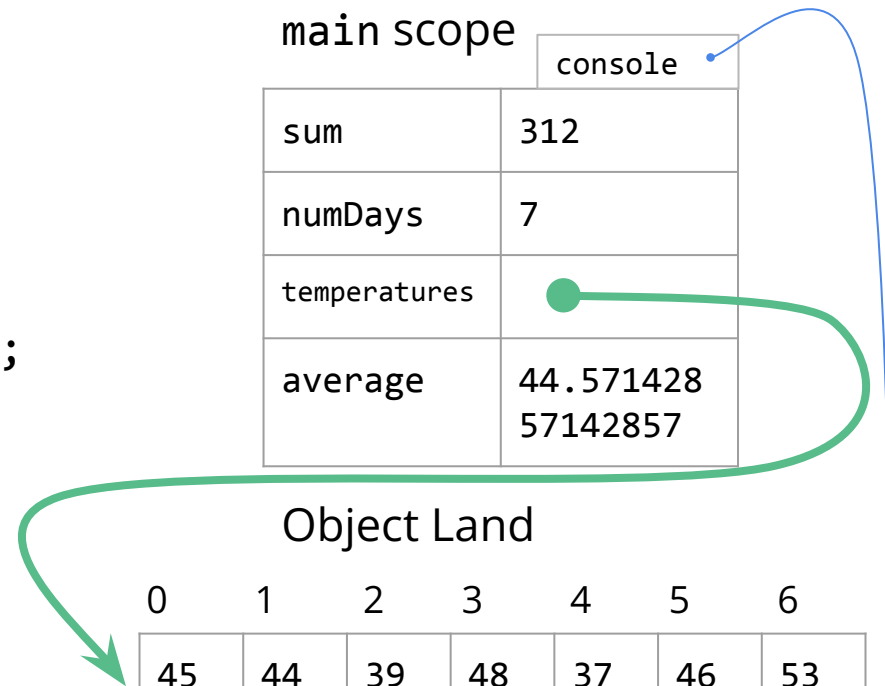 main scope
console
sum 312
numDays 7
temperatures
;
average 44.571428
57142857
Object Land
0 1 2 3 4 5 6
45 44 39 48 37 46 53